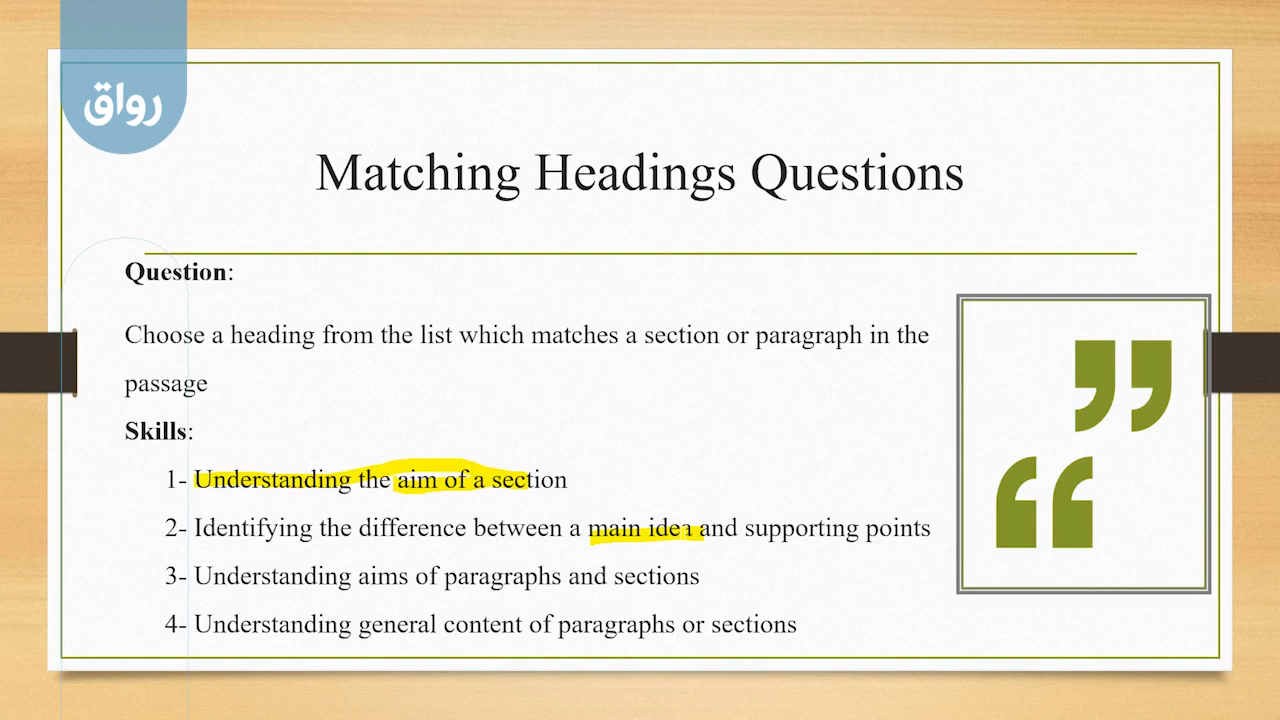 رواق
Matching Headings Questions
Question:
Choose a heading from the list which matches a section or paragraph in the
passage
Skills:
1- Understanding the aim of a section
2- Identifying the difference between a main idea and supporting points
3- Understanding aims of paragraphs and sections
4- Understanding general content of paragraphs or sections